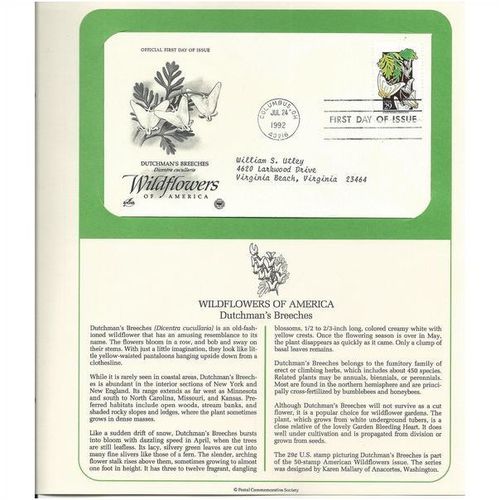 OFFICIAL FIRST DAY OF ISSUE
COLUMBUS, OH
JUL 24
1992
43216
29
FIRST DAY OF ISSUE
DUTCHMAN'S BREECHES
Dicentra cucullaria
Wildflowers
OF AMERICA
William S. Utley
4620 Larkwood Drive
Virginia Beach, Virginia 23464
WILDFLOWERS OF AMERICA
Dutchman's Breeches
Dutchman's Breeches (Dicentra cucullaria) is an old-fash-
ioned wildflower that has an amusing resemblance to its
name. The flowers bloom in a row, and bob and sway on
their stems. With just a little imagination, they look like lit-
tle yellow-waisted pantaloons hanging upside down from a
clothesline.
While it is rarely seen in coastal areas, Dutchman's Breech-
es is abundant in the interior sections of New York and
New England. Its range extends as far west as Minnesota
and south to North Carolina, Missouri, and Kansas. Pre-
ferred habitats include open woods, stream banks, and
shaded rocky slopes and ledges, where the plant sometimes
grows in dense masses.
Like a sudden drift of snow, Dutchman's Breeches bursts
into bloom with dazzling speed in April, when the trees
are still leafless. Its lacy, silvery green leaves are cut into
many fine slivers like those of a fern. The slender, arching
flower stalk rises above them, sometimes growing to almost
one foot in height. It has three to twelve fragrant, dangling
blossoms, 1/2 to 2/3-inch long, colored creamy white with
yellow crests. Once the flowering season is over in May,
the plant disappears as quickly as it came. Only a clump of
basal leaves remains.
Dutchman's Breeches belongs to the fumitory family of
erect or climbing herbs, which includes about 450 species.
Related plants may be annuals, biennials, or perennials.
Most are found in the northern hemisphere and are princi-
pally cross-fertilized by bumblebees and honeybees.
Although Dutchman's Breeches will not survive as a cut
flower, it is a popular choice for wildflower gardens. The
plant, which grows from white underground tubers, is a
close relative of the lovely Garden Bleeding Heart. It does
well under cultivation and is propagated from division or
grown from seeds.
The 29¢ U.S. stamp picturing Dutchman's Breeches is part
of the 50-stamp American Wildflowers issue. The series
was designed by Karen Mallary of Anacortes, Washington.
© Postal Commemorative Society